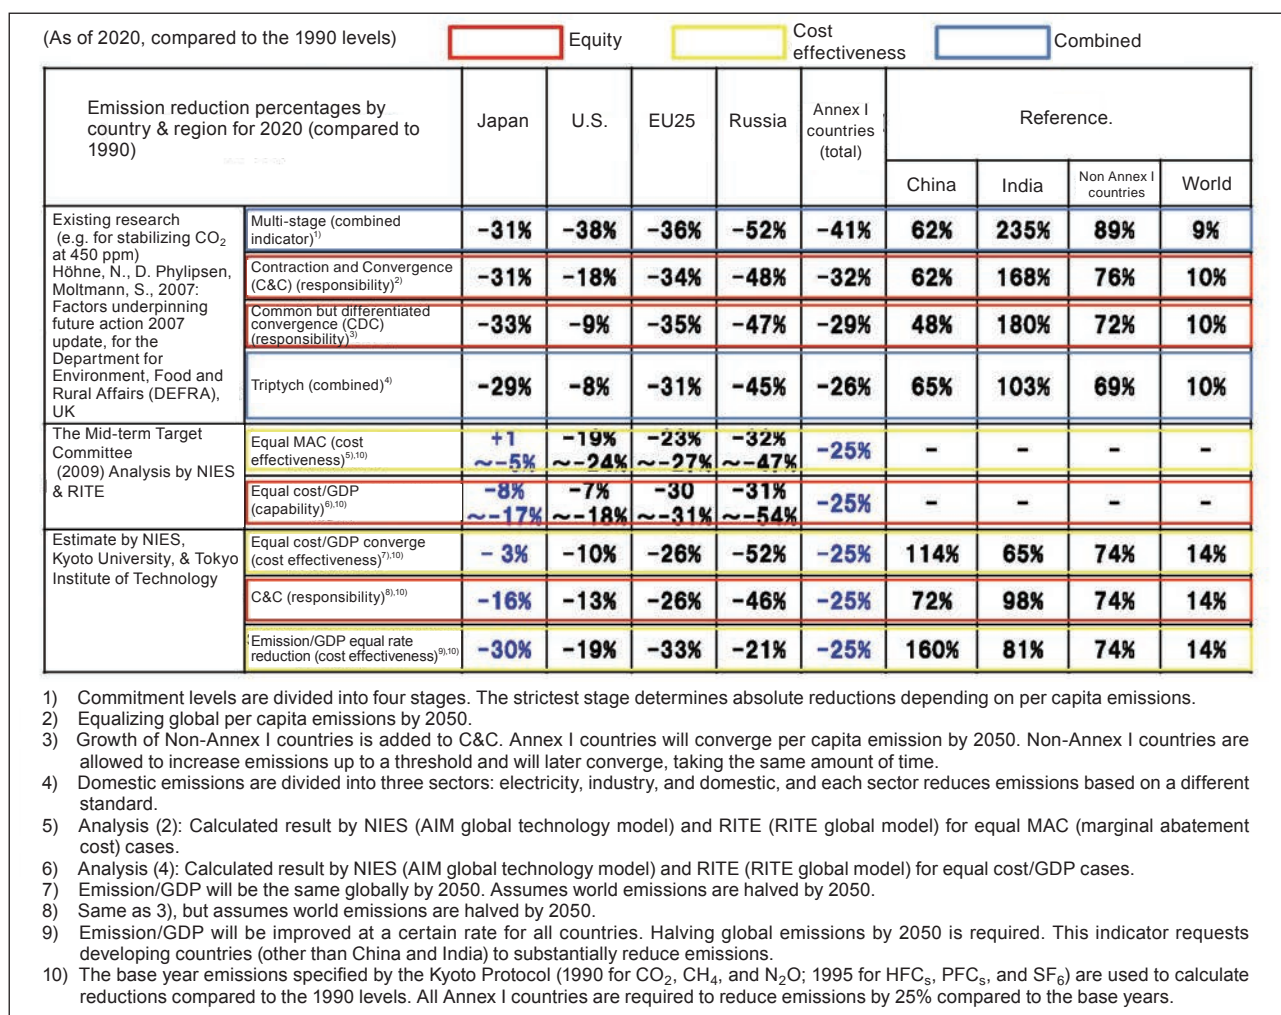 (As of 2020, compared to the 1990 levels)
Equity
Cost
effectiveness
Combined
Emission reduction percentages by
country & region for 2020 (compared to
1990)
Japan
U.S.
EU25
Russia
Annex I
countries
(total)
Reference.
China
India
Non Annex I
countries
World
Existing research
(e.g. for stabilizing CO2
at 450 ppm)
Höhne, N., D. Phylipsen,
Moltmann, S., 2007:
Factors underpinning
future action 2007
update, for the
Department for
Environment, Food and
Rural Affairs (DEFRA),
UK
Multi-stage (combined
indicator)1)
-31% -38% -36% -52% -41% 62% 235% 89% 9%
Contraction and Convergence
(C&C) (responsibility)2)
-31% -18% -34% -48% -32% 62% 168% 76% 10%
Common but differentiated
convergence (CDC)
(responsibility)3)
-33% -9% -35% -47% -29% 48% 180% 72% 10%
Triptych (combined)4)
-29% -8% -31% -45% -26% 65% 103% 69% 10%
The Mid-term Target
Committee
(2009) Analysis by NIES
& RITE
Equal MAC (cost
effectiveness)5),10)
+1 -19% -23% -32%
~-5% ~-24% ~-27% ~-47%
-25% - - - -
Equal cost/GDP
(capability)6),10)
-8% -7% -30 -31%
~-17% ~-18% ~-31% ~-54%
-25% - - - -
Estimate by NIES,
Kyoto University, & Tokyo
Institute of Technology
Equal cost/GDP converge
(cost effectiveness)7),10)
- 3% -10% -26% -52% -25% 114% 65% 74% 14%
C&C (responsibility)8),10)
-16% -13% -26% -46% -25% 72% 98% 74% 14%
Emission/GDP equal rate
reduction (cost effectiveness)9),10)
-30% -19% -33% -21% -25% 160% 81% 74% 14%
1) Commitment levels are divided into four stages. The strictest stage determines absolute reductions depending on per capita emissions.
2) Equalizing global per capita emissions by 2050.
3) Growth of Non-Annex I countries is added to C&C. Annex I countries will converge per capita emission by 2050. Non-Annex I countries are
allowed to increase emissions up to a threshold and will later converge, taking the same amount of time.
4) Domestic emissions are divided into three sectors: electricity, industry, and domestic, and each sector reduces emissions based on a different
standard.
5) Analysis (2): Calculated result by NIES (AIM global technology model) and RITE (RITE global model) for equal MAC (marginal abatement
cost) cases.
6) Analysis (4): Calculated result by NIES (AIM global technology model) and RITE (RITE global model) for equal cost/GDP cases.
7) Emission/GDP will be the same globally by 2050. Assumes world emissions are halved by 2050.
8) Same as 3), but assumes world emissions are halved by 2050.
9) Emission/GDP will be improved at a certain rate for all countries. Halving global emissions by 2050 is required. This indicator requests
developing countries (other than China and India) to substantially reduce emissions.
10) The base year emissions specified by the Kyoto Protocol (1990 for CO2, CH4, and N2O; 1995 for HFCs, PFCs, and SF6) are used to calculate
reductions compared to the 1990 levels. All Annex I countries are required to reduce emissions by 25% compared to the base years.